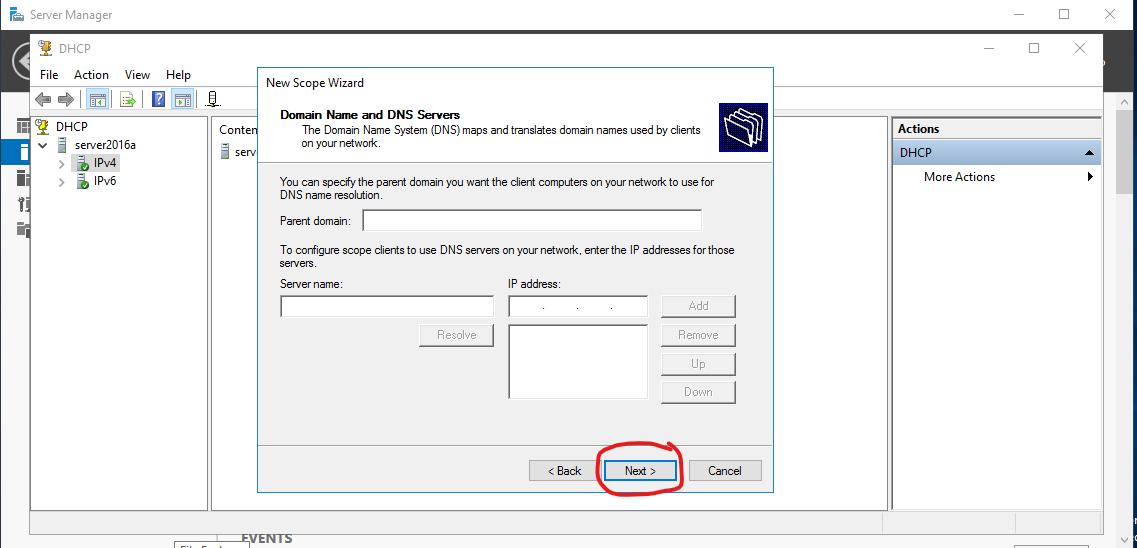 Server Manager
DHCP
File Action View Help
DHCP
server2016a
IPv4
IPv6
Conten
serv
New Scope Wizard
Domain Name and DNS Servers
The Domain Name System (DNS) maps and translates domain names used by clients
on your network.
You can specify the parent domain you want the client computers on your network to use for
DNS name resolution.
Parent domain:
To configure scope clients to use DNS servers on your network, enter the IP addresses for those
servers.
Server name:
IP address:
. . .
Add
Resolve
Remove
Up
Down
< Back
Next >
Cancel
Actions
DHCP
More Actions
EVENTS